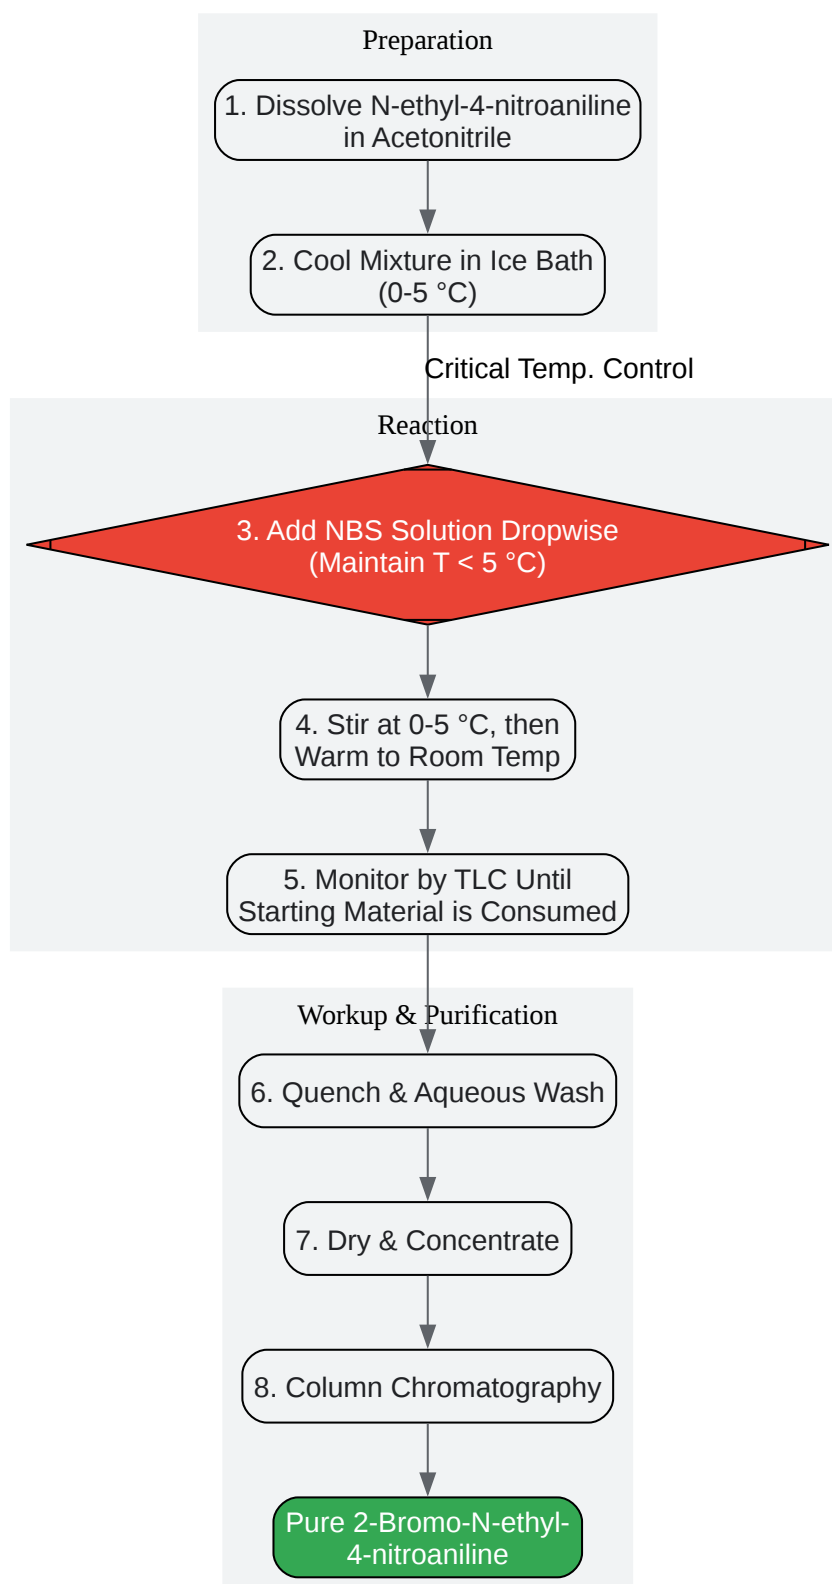 Preparation
1. Dissolve N-ethyl-4-nitroaniline
in Acetonitrile
2. Cool Mixture in Ice Bath
(0-5 °C)
Critical Temp. Control
Reaction
3. Add NBS Solution Dropwise
(Maintain T < 5 °C)
4. Stir at 0-5 °C, then
Warm to Room Temp
5. Monitor by TLC Until
Starting Material is Consumed
Workup & Purification
6. Quench & Aqueous Wash
7. Dry & Concentrate
8. Column Chromatography
Pure 2-Bromo-N-ethyl-
4-nitroaniline